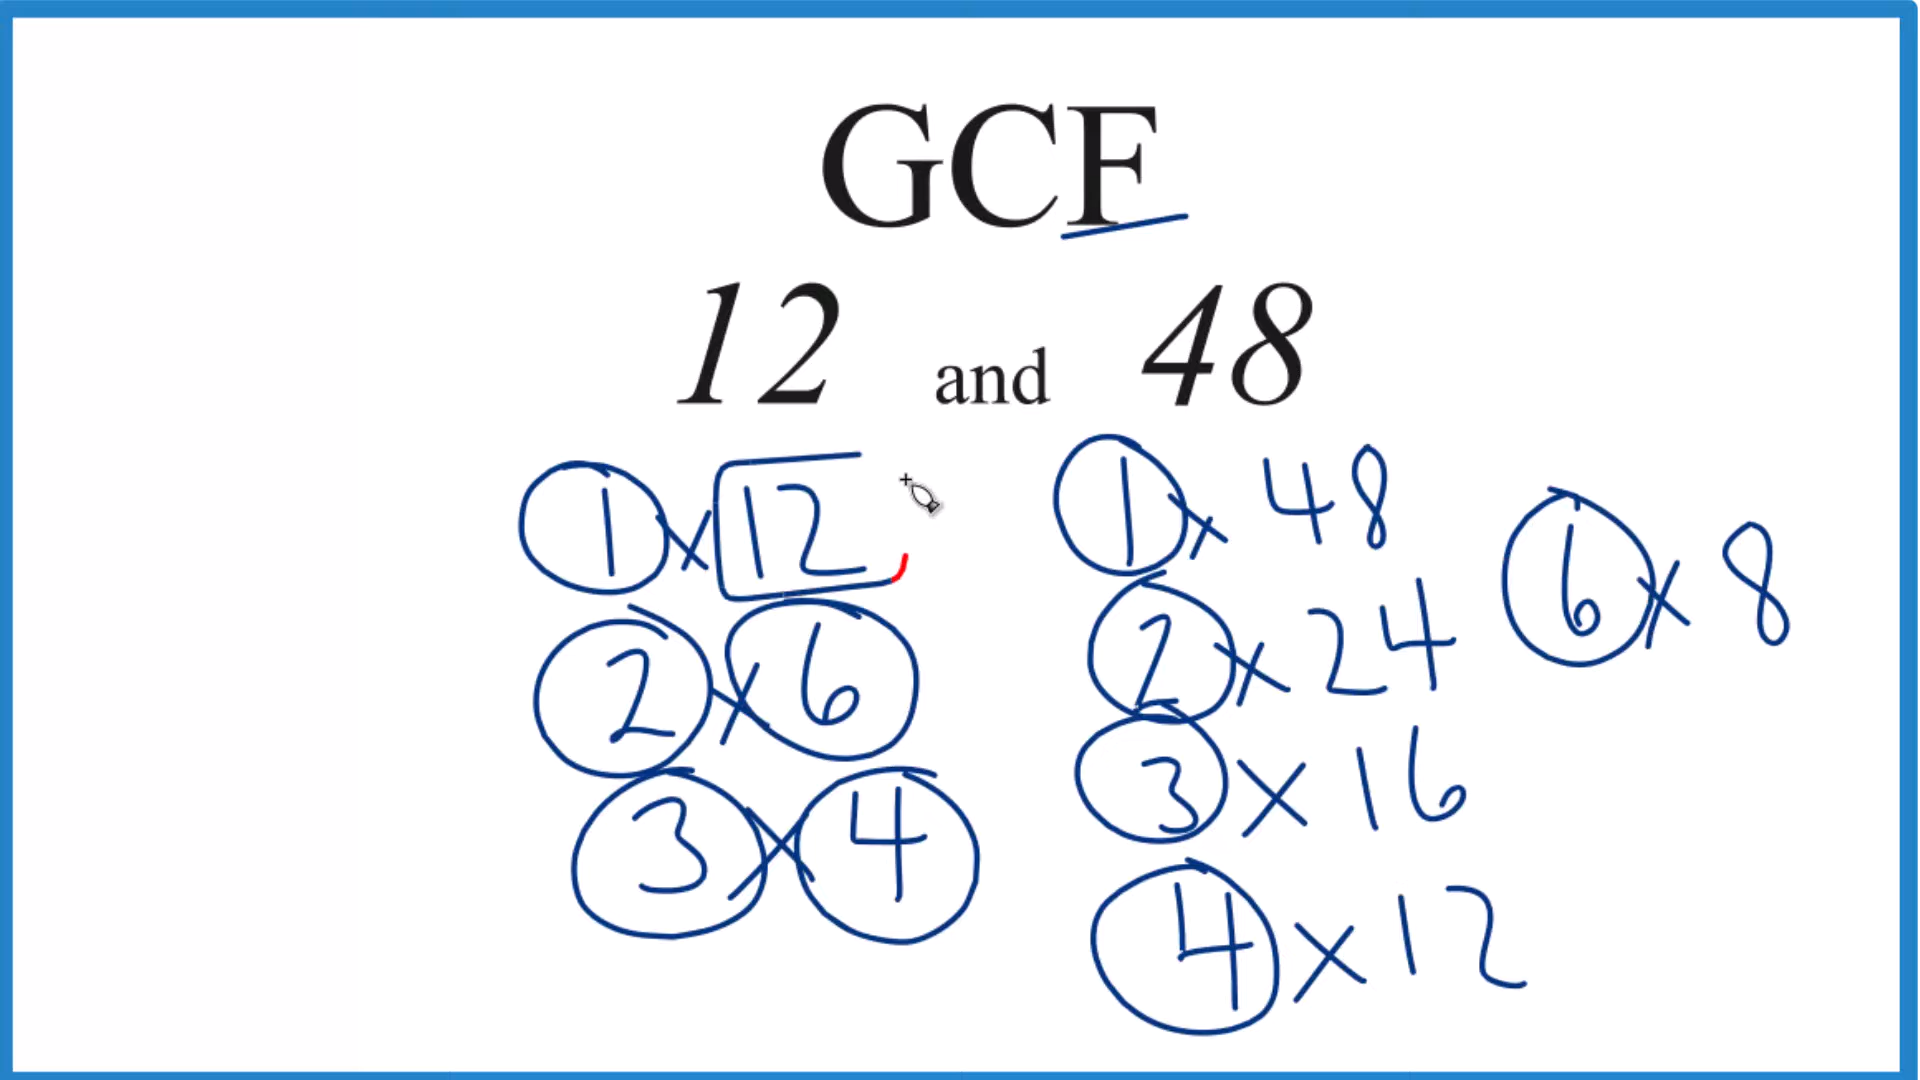 GCF
12 and 48
1 x 12
2 x 6
3 x 4
1 x 48
2 x 24
3 x 16
4 x 12
6 x 8